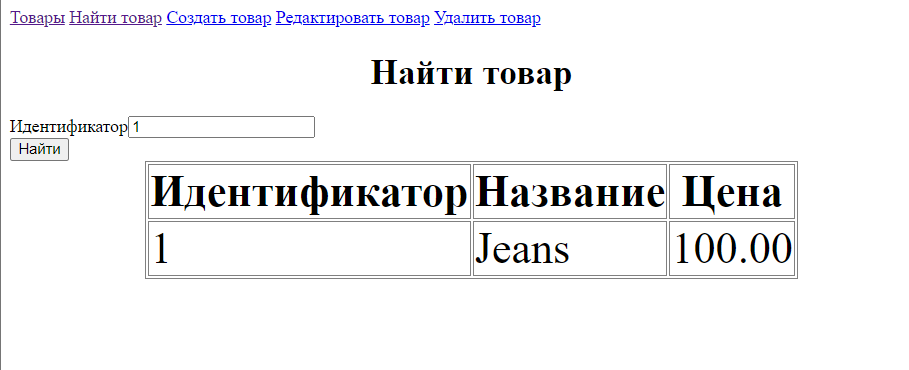 Товары Найти товар Создать товар Редактировать товар Удалить товар
Найти товар
Идентификатор 1
Найти
Идентификатор Название Цена
1 Jeans 100.00